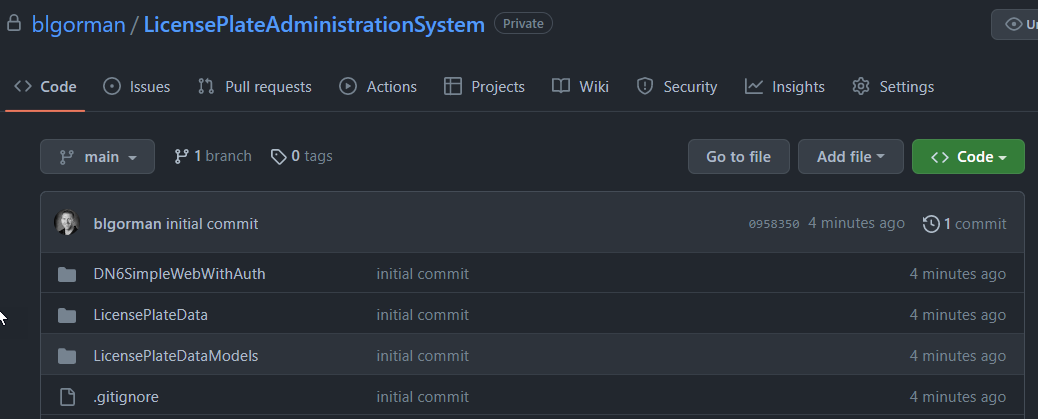 blgorman / LicensePlateAdministrationSystem Private Un
<> Code Issues Pull requests Actions Projects Wiki Security Insights Settings
main 1 branch 0 tags Go to file Add file <> Code
blgorman initial commit 0958350 4 minutes ago 1 commit
DN6SimpleWebWithAuth initial commit 4 minutes ago
LicensePlateData initial commit 4 minutes ago
LicensePlateDataModels initial commit 4 minutes ago
.gitignore initial commit 4 minutes ago